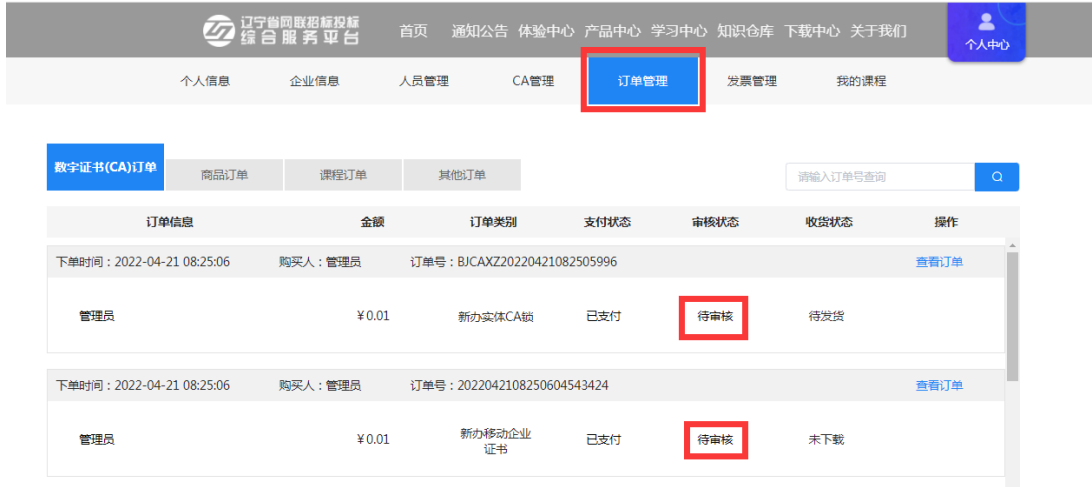 辽宁省网联招标投标
综合服务平台
首页 通知公告 体验中心 产品中心 学习中心 知识仓库 下载中心 关于我们
个人中心
个人信息 企业信息 人员管理 CA管理 订单管理 发票管理 我的课程
数字证书(CA)订单 商品订单 课程订单 其他订单 请输入订单号查询
订单信息 金额 订单类别 支付状态 审核状态 收货状态 操作
下单时间：2022-04-21 08:25:06 购买人：管理员 订单号：BJCAXZ20220421082505996 查看订单
管理员 ¥0.01 新办实体CA锁 已支付 待审核 待发货
下单时间：2022-04-21 08:25:06 购买人：管理员 订单号：2022042108250604543424 查看订单
管理员 ¥0.01 新办移动企业 已支付 待审核 未下载
证书